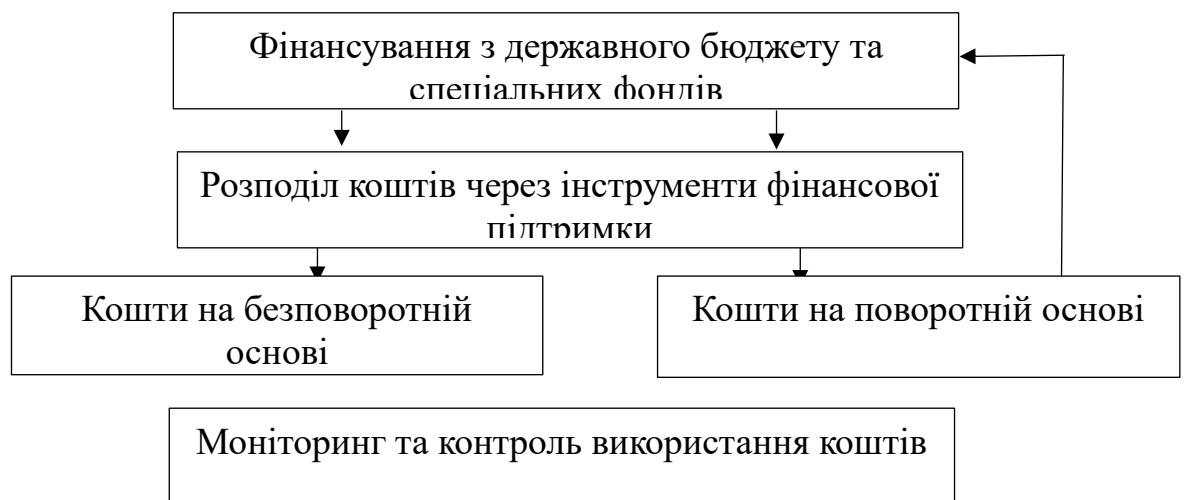 Фінансування з державного бюджету та
спеціальних фондів
Розподіл коштів через інструменти фінансової
підтримки
Кошти на безповоротній
основі
Кошти на поворотній основі
Моніторинг та контроль використання коштів